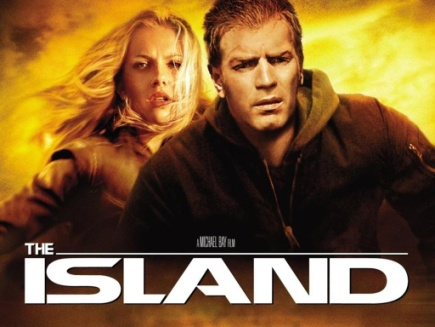 A MICHAEL BAY FILM
THE
ISLAND